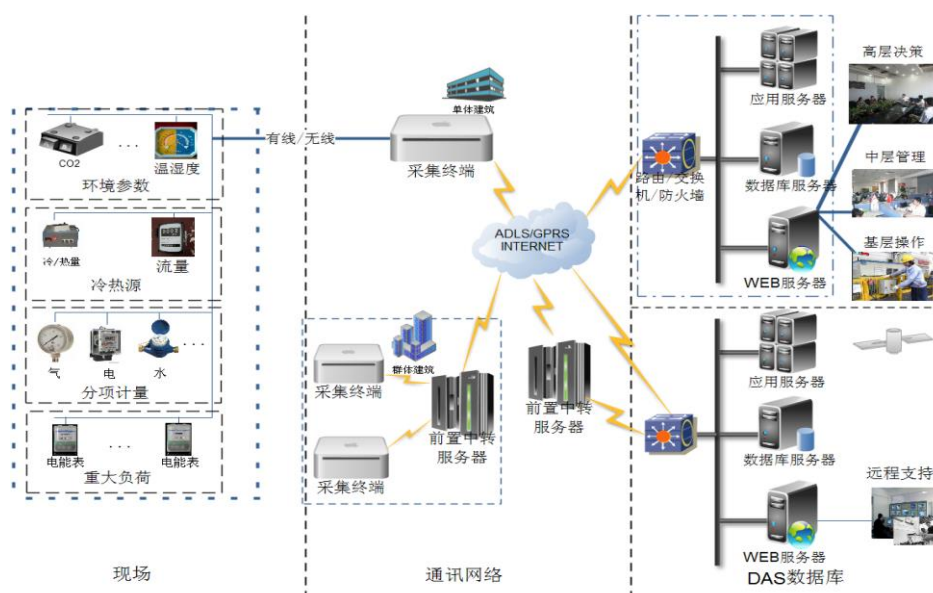 CO2
...
温湿度
环境参数
冷/热量
流量
冷热源
气
电
水
...
分项计量
电能表
...
电能表
重大负荷
现场
有线/无线
单体建筑
采集终端
ADLS/GPRS
INTERNET
群体建筑
采集终端
采集终端
前置中转
服务器
前置中转
服务器
通讯网络
路由/交换
机/防火墙
应用服务器
数据库服务器
WEB服务器
高层决策
中层管理
基层操作
应用服务器
数据库服务器
WEB服务器
远程支持
DAS数据库